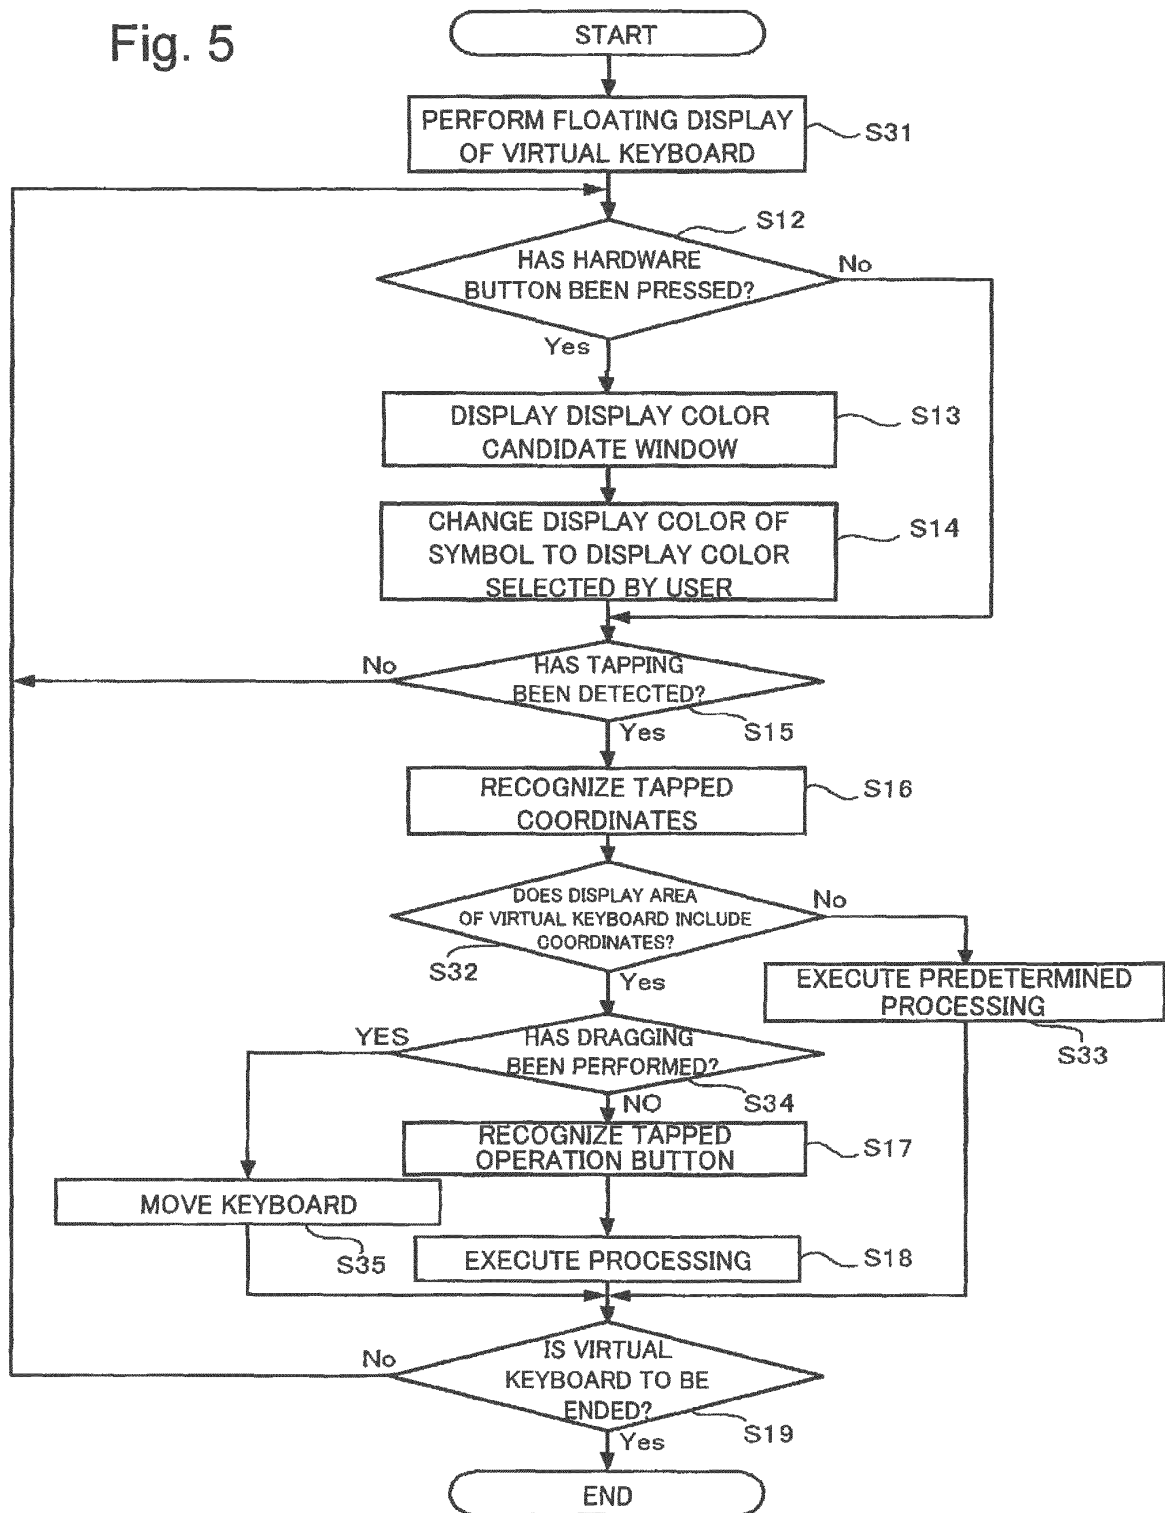 Fig. 5
START
PERFORM FLOATING DISPLAY
OF VIRTUAL KEYBOARD
S31
S12
HAS HARDWARE
BUTTON BEEN PRESSED?
No
Yes
DISPLAY DISPLAY COLOR
CANDIDATE WINDOW
S13
CHANGE DISPLAY COLOR OF
SYMBOL TO DISPLAY COLOR
SELECTED BY USER
S14
No
HAS TAPPING
BEEN DETECTED?
Yes
S15
RECOGNIZE TAPPED
COORDINATES
S16
DOES DISPLAY AREA
OF VIRTUAL KEYBOARD INCLUDE
COORDINATES?
No
S32
Yes
EXECUTE PREDETERMINED
PROCESSING
S33
YES
HAS DRAGGING
BEEN PERFORMED?
S34
NO
RECOGNIZE TAPPED
OPERATION BUTTON
S17
MOVE KEYBOARD
S35
EXECUTE PROCESSING
S18
No
IS VIRTUAL
KEYBOARD TO BE
ENDED?
S19
Yes
END